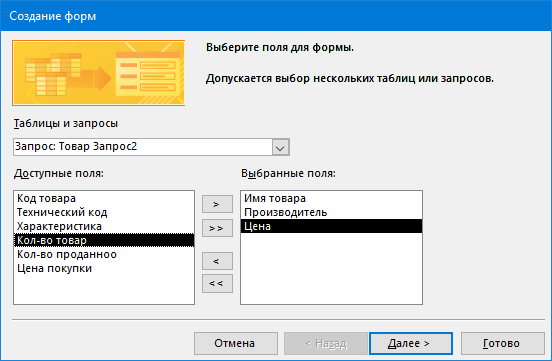 Создание форм
Выберите поля для формы.
Допускается выбор нескольких таблиц или запросов.
Таблицы и запросы
Запрос: Товар Запрос2
Доступные поля:
Выбранные поля:
Код товара
Технический код
Характеристика
Кол-во товар
Кол-во проданноо
Цена покупки
>
>>
<
<<
Имя товара
Производитель
Цена
Отмена
< Назад
Далее >
Готово